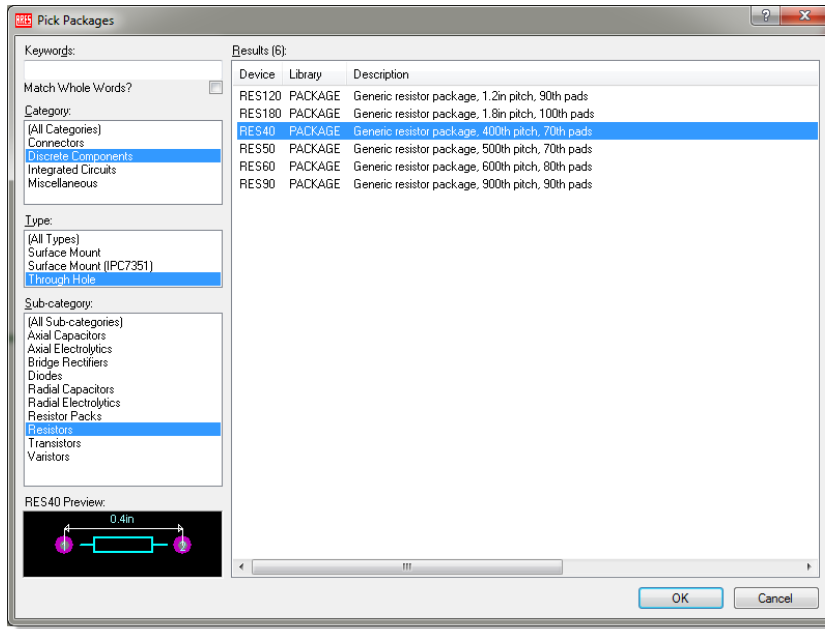 ARES Pick Packages
Keywords:
Match Whole Words?
Category:
(All Categories)
Connectors
Discrete Components
Integrated Circuits
Miscellaneous
Type:
(All Types)
Surface Mount
Surface Mount (IPC7351)
Through Hole
Sub-category:
(All Sub-categories)
Axial Capacitors
Axial Electrolytics
Bridge Rectifiers
Diodes
Radial Capacitors
Radial Electrolytics
Resistor Packs
Resistors
Transistors
Varistors
RES40 Preview:
0.4in
1 2
Results (6):
Device Library Description
RES120 PACKAGE Generic resistor package, 1.2in pitch, 90th pads
RES180 PACKAGE Generic resistor package, 1.8in pitch, 100th pads
RES40 PACKAGE Generic resistor package, 400th pitch, 70th pads
RES50 PACKAGE Generic resistor package, 500th pitch, 70th pads
RES60 PACKAGE Generic resistor package, 600th pitch, 80th pads
RES90 PACKAGE Generic resistor package, 900th pitch, 90th pads
OK Cancel